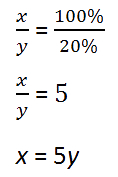 x/y = 100%/20%
x/y = 5
x = 5y